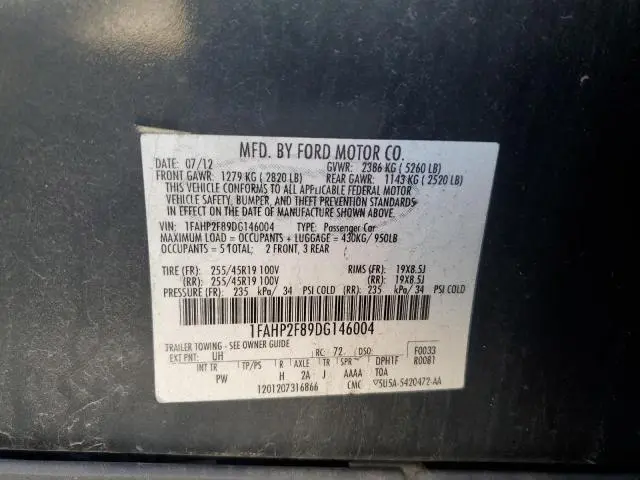 MFD. BY FORD MOTOR CO.
DATE: 07/12 GVWR: 2386 KG ( 5260 LB)
FRONT GAWR: 1279 KG ( 2820 LB) REAR GAWR: 1143 KG ( 2520 LB)
THIS VEHICLE CONFORMS TO ALL APPLICABLE FEDERAL MOTOR
VEHICLE SAFETY, BUMPER, AND THEFT PREVENTION STANDARDS
IN EFFECT ON THE DATE OF MANUFACTURE SHOWN ABOVE.
VIN: 1FAHP2F89DG146004 TYPE: Passenger Car
MAXIMUM LOAD = OCCUPANTS + LUGGAGE = 430KG/ 950LB
OCCUPANTS = 5 TOTAL: 2 FRONT, 3 REAR
TIRE (FR): 255/45R19 100V RIMS (FR): 19X8.5J
(RR): 255/45R19 100V (RR): 19X8.5J
PRESSURE (FR): 235 kPa/ 34 PSI COLD (RR): 235 kPa/ 34 PSI COLD
1FAHP2F89DG146004
TRAILER TOWING - SEE OWNER GUIDE
EXT PNT: UH RC: 72 DSO: F0033
R0081
INT TR TP/PS R AXLE TR SPR DPH1F
PW H 2A J AAAA TOA
1201207316866 CMC 5U5A-5420472-AA